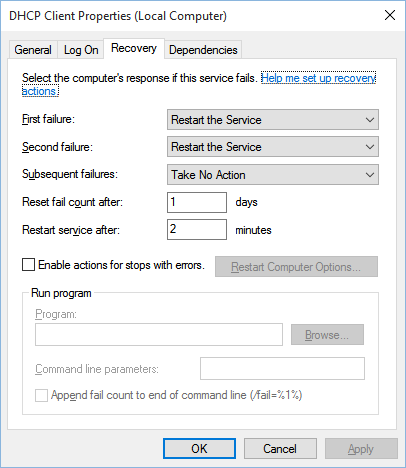 DHCP Client Properties (Local Computer)
General Log On Recovery Dependencies
Select the computer's response if this service fails. Help me set up recovery
actions.
First failure: Restart the Service
Second failure: Restart the Service
Subsequent failures: Take No Action
Reset fail count after: 1 days
Restart service after: 2 minutes
Enable actions for stops with errors. Restart Computer Options...
Run program
Program:
Browse...
Command line parameters:
Append fail count to end of command line (/fail=%1%)
OK Cancel Apply